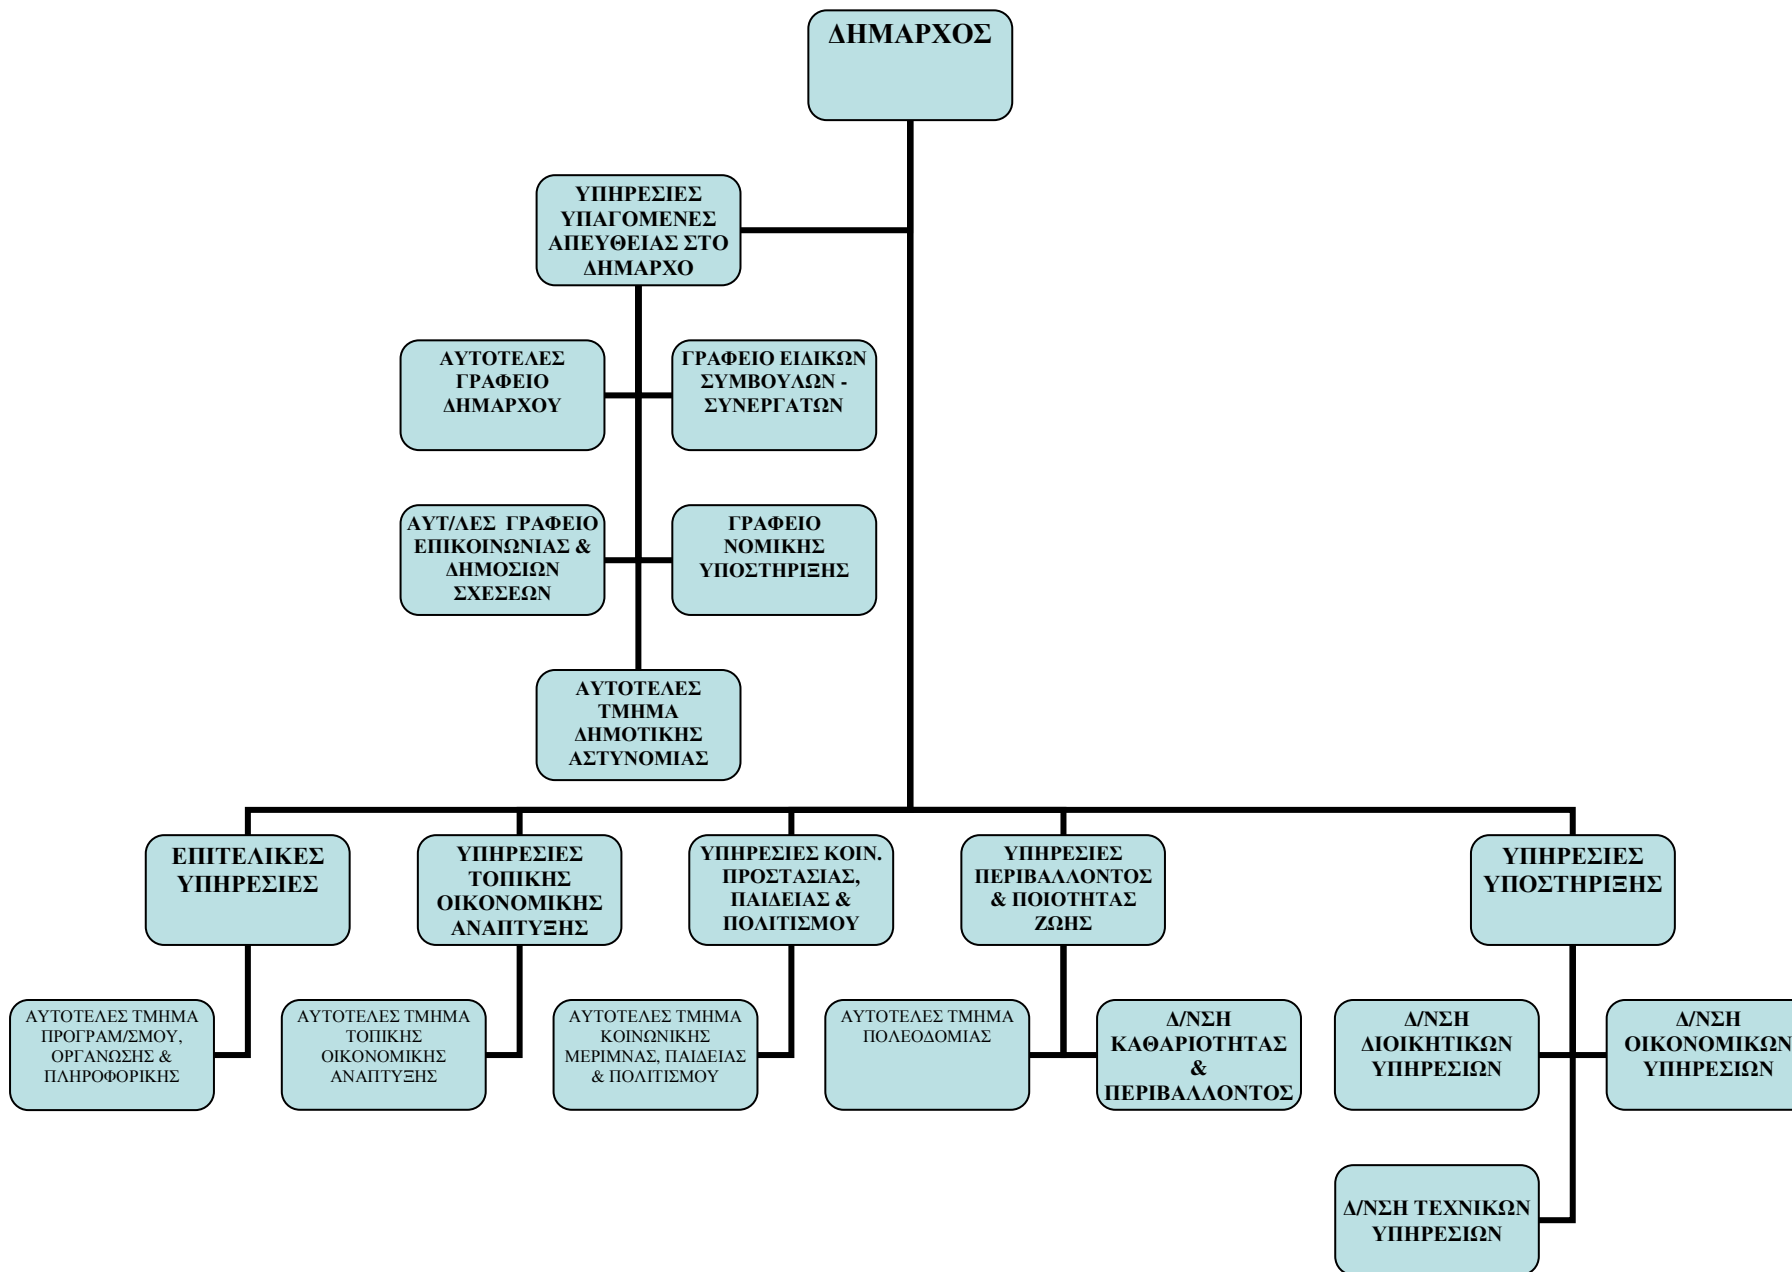 ΔΗΜΑΡΧΟΣ
ΥΠΗΡΕΣΙΕΣ
ΥΠΑΓΟΜΕΝΕΣ
ΑΠΕΥΘΕΙΑΣ ΣΤΟ
ΔΗΜΑΡΧΟ
ΑΥΤΟΤΕΛΕΣ
ΓΡΑΦΕΙΟ
ΔΗΜΑΡΧΟΥ
ΓΡΑΦΕΙΟ ΕΙΔΙΚΩΝ
ΣΥΜΒΟΥΛΩΝ -
ΣΥΝΕΡΓΑΤΩΝ
ΑΥΤ/ΛΕΣ ΓΡΑΦΕΙΟ
ΕΠΙΚΟΙΝΩΝΙΑΣ &
ΔΗΜΟΣΙΩΝ
ΣΧΕΣΕΩΝ
ΓΡΑΦΕΙΟ
ΝΟΜΙΚΗΣ
ΥΠΟΣΤΗΡΙΞΗΣ
ΑΥΤΟΤΕΛΕΣ
ΤΜΗΜΑ
ΔΗΜΟΤΙΚΗΣ
ΑΣΤΥΝΟΜΙΑΣ
ΕΠΙΤΕΛΙΚΕΣ
ΥΠΗΡΕΣΙΕΣ
ΥΠΗΡΕΣΙΕΣ
ΤΟΠΙΚΗΣ
ΟΙΚΟΝΟΜΙΚΗΣ
ΑΝΑΠΤΥΞΗΣ
ΥΠΗΡΕΣΙΕΣ ΚΟΙΝ.
ΠΡΟΣΤΑΣΙΑΣ,
ΠΑΙΔΕΙΑΣ &
ΠΟΛΙΤΙΣΜΟΥ
ΥΠΗΡΕΣΙΕΣ
ΠΕΡΙΒΑΛΛΟΝΤΟΣ
& ΠΟΙΟΤΗΤΑΣ
ΖΩΗΣ
ΥΠΗΡΕΣΙΕΣ
ΥΠΟΣΤΗΡΙΞΗΣ
ΑΥΤΟΤΕΛΕΣ ΤΜΗΜΑ
ΠΡΟΓΡΑΜ/ΣΜΟΥ,
ΟΡΓΑΝΩΣΗΣ &
ΠΛΗΡΟΦΟΡΙΚΗΣ
ΑΥΤΟΤΕΛΕΣ ΤΜΗΜΑ
ΤΟΠΙΚΗΣ
ΟΙΚΟΝΟΜΙΚΗΣ
ΑΝΑΠΤΥΞΗΣ
ΑΥΤΟΤΕΛΕΣ ΤΜΗΜΑ
ΚΟΙΝΩΝΙΚΗΣ
ΜΕΡΙΜΝΑΣ, ΠΑΙΔΕΙΑΣ
& ΠΟΛΙΤΙΣΜΟΥ
ΑΥΤΟΤΕΛΕΣ ΤΜΗΜΑ
ΠΟΛΕΟΔΟΜΙΑΣ
Δ/ΝΣΗ
ΚΑΘΑΡΙΟΤΗΤΑΣ
&
ΠΕΡΙΒΑΛΛΟΝΤΟΣ
Δ/ΝΣΗ
ΔΙΟΙΚΗΤΙΚΩΝ
ΥΠΗΡΕΣΙΩΝ
Δ/ΝΣΗ
ΟΙΚΟΝΟΜΙΚΩΝ
ΥΠΗΡΕΣΙΩΝ
Δ/ΝΣΗ ΤΕΧΝΙΚΩΝ
ΥΠΗΡΕΣΙΩΝ